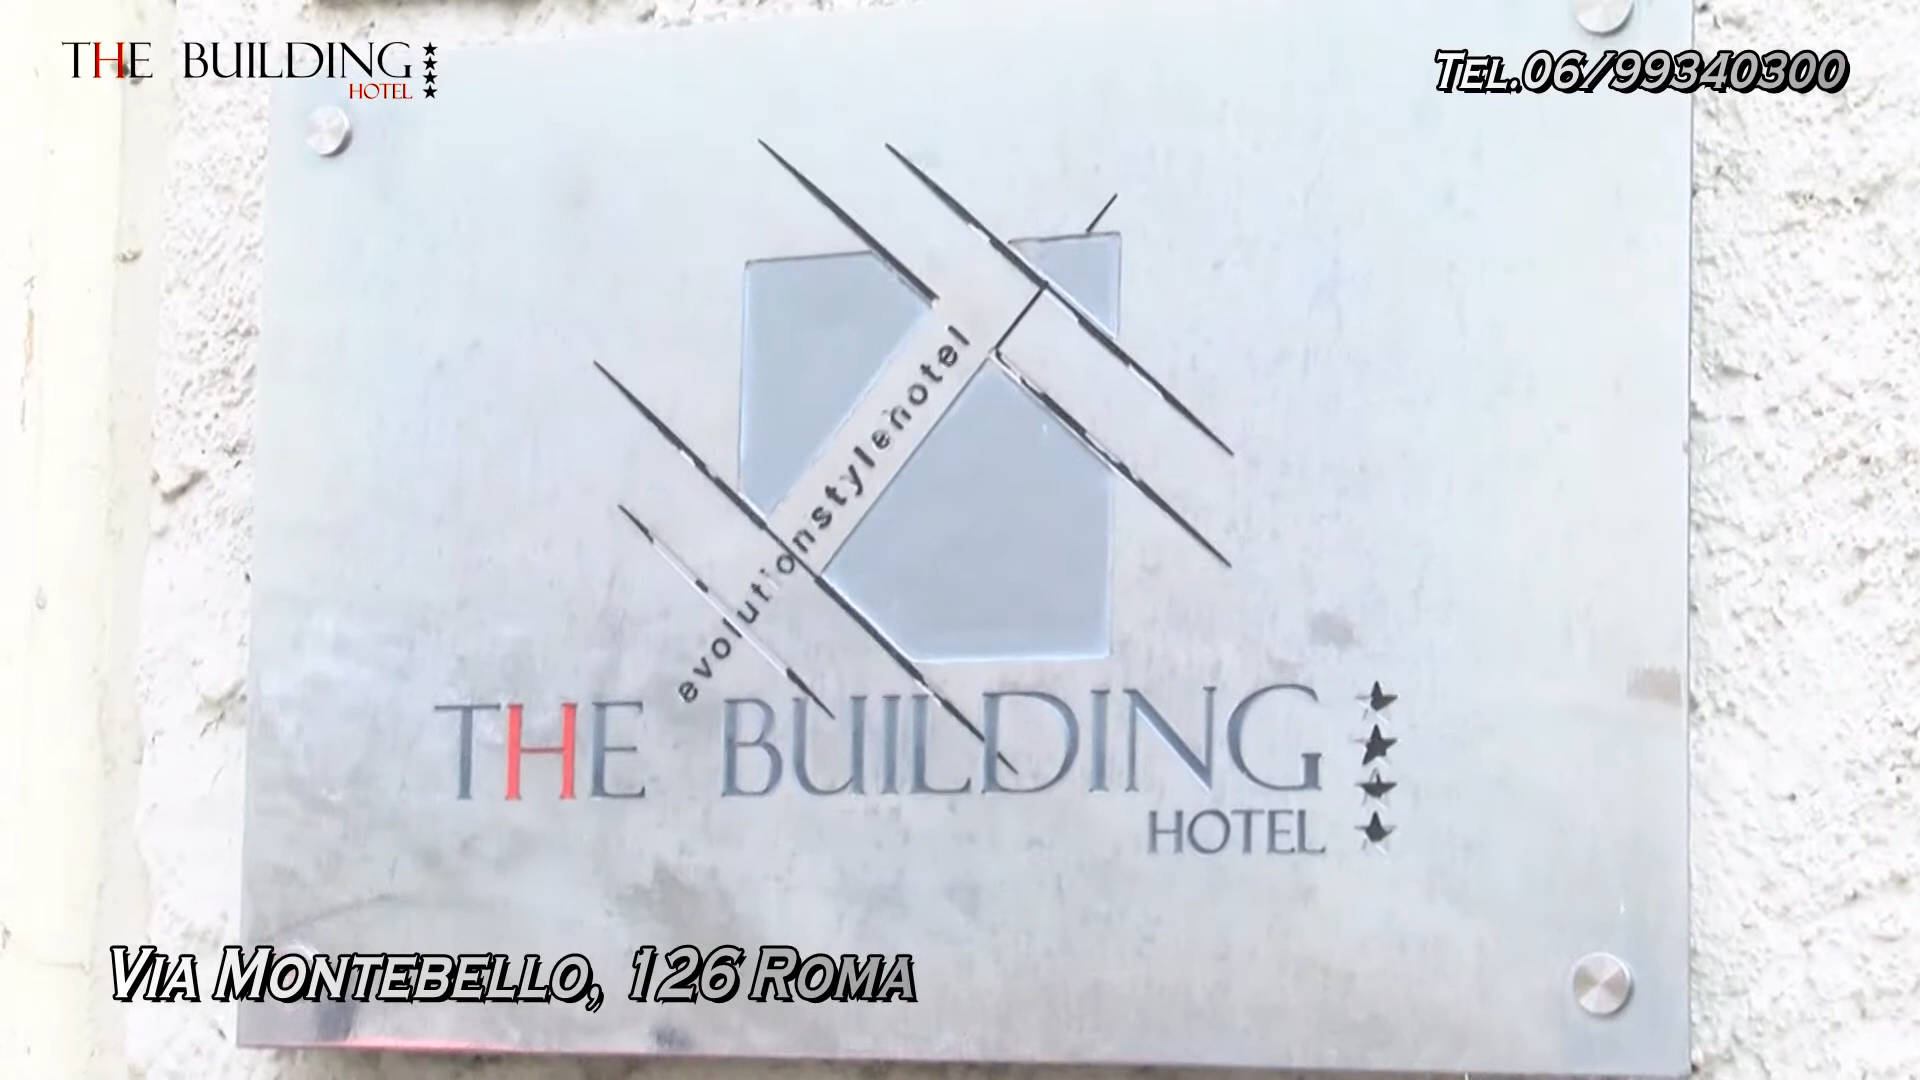 THE BUILDING
HOTEL
Tel.06/99340300
evolutionstylehotel
THE BUILDING
HOTEL
Via Montebello, 126 Roma